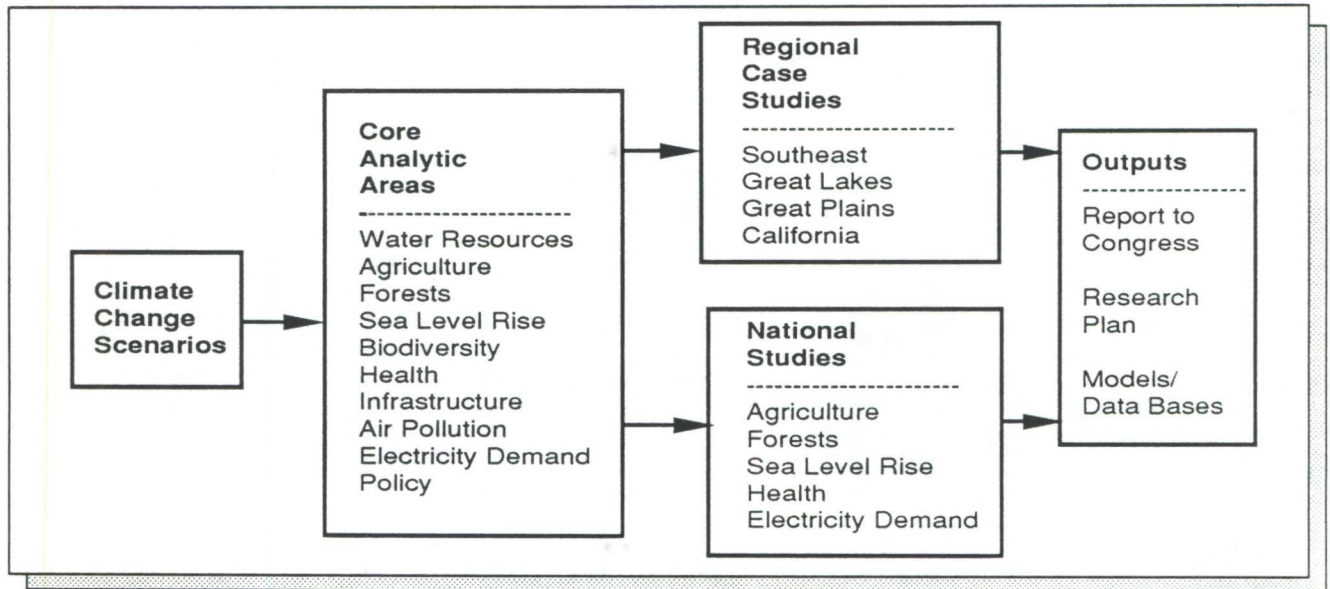 Climate
Change
Scenarios
Core
Analytic
Areas
Water Resources
Agriculture
Forests
Sea Level Rise
Biodiversity
Health
Infrastructure
Air Pollution
Electricity Demand
Policy
Regional
Case
Studies
Southeast
Great Lakes
Great Plains
California
National
Studies
Agriculture
Forests
Sea Level Rise
Health
Electricity Demand
Outputs
Report to
Congress
Research
Plan
Models/
Data Bases